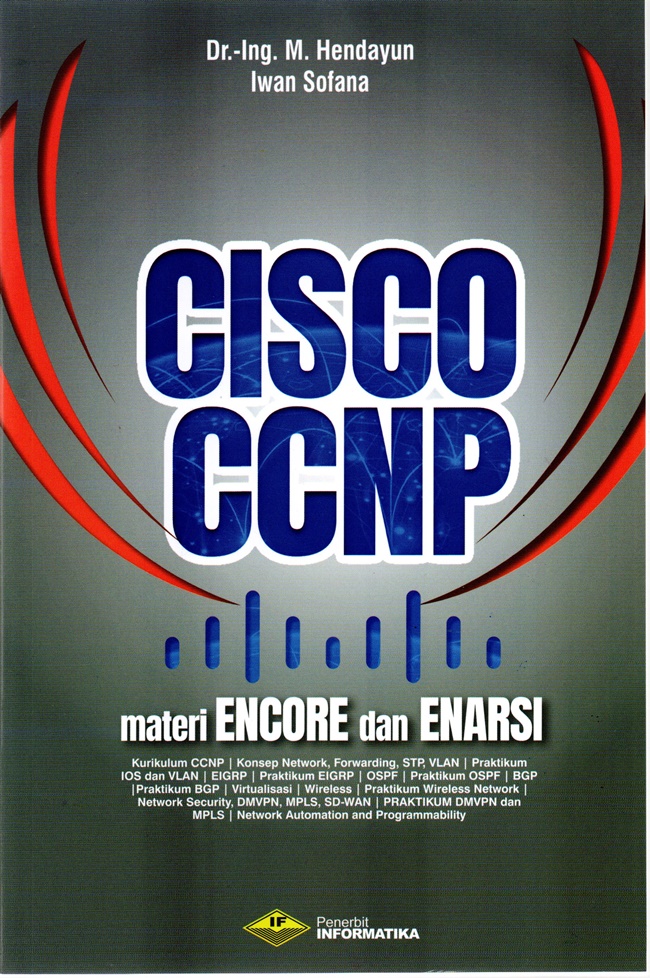 Dr.-Ing. M. Hendayun
Iwan Sofana
CISCO
CCNP
materi ENCORE dan ENARSI
Kurikulum CCNP | Konsep Network, Forwarding, STP, VLAN | Praktikum
IOS dan VLAN | EIGRP | Praktikum EIGRP | OSPF | Praktikum OSPF | BGP
|Praktikum BGP | Virtualisasi | Wireless | Praktikum Wireless Network |
Network Security, DMVPN, MPLS, SD-WAN | PRAKTIKUM DMVPN dan
MPLS | Network Automation and Programmability
IF
Penerbit
INFORMATIKA